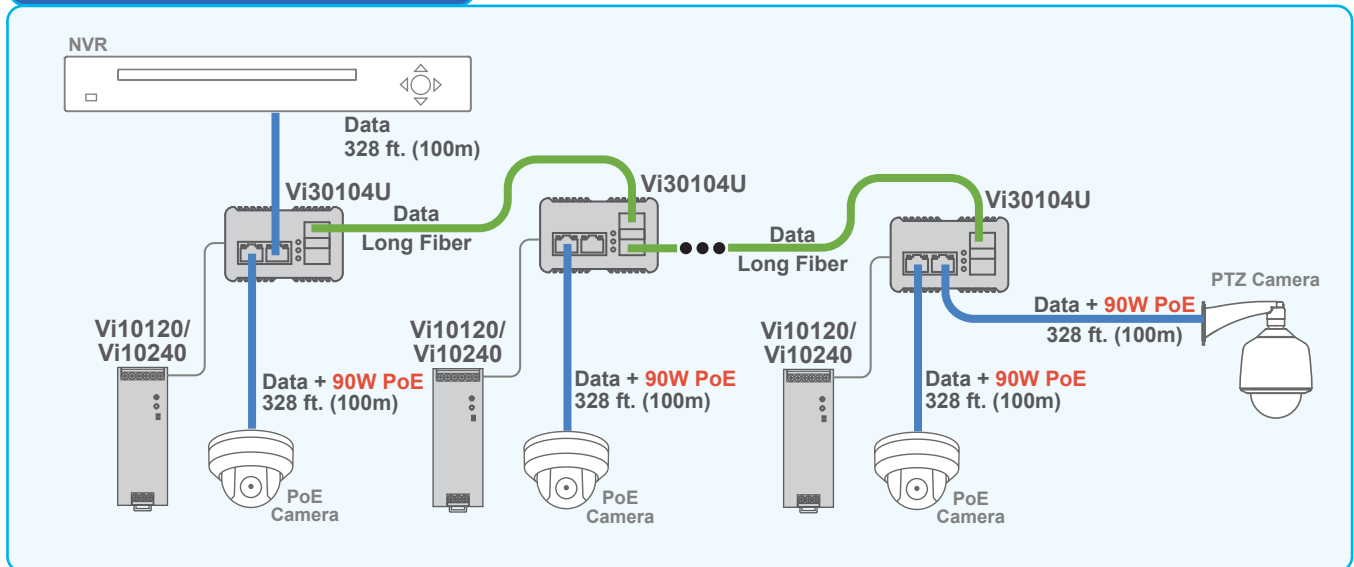 NVR
Data
328 ft. (100m)
Vi30104U
Data
Long Fiber
Vi30104U
Data
Long Fiber
Vi30104U
PTZ Camera
Data + 90W PoE
328 ft. (100m)
Vi10120/
Vi10240
Data + 90W PoE
328 ft. (100m)
PoE
Camera
Vi10120/
Vi10240
Data + 90W PoE
328 ft. (100m)
PoE
Camera
Vi10120/
Vi10240
Data + 90W PoE
328 ft. (100m)
PoE
Camera